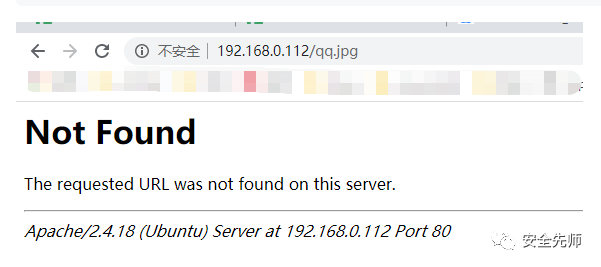 不安全 192.168.0.112/qq.jpg
Not Found
The requested URL was not found on this server.
Apache/2.4.18 (Ubuntu) Server at 192.168.0.112 Port 80
安全先师